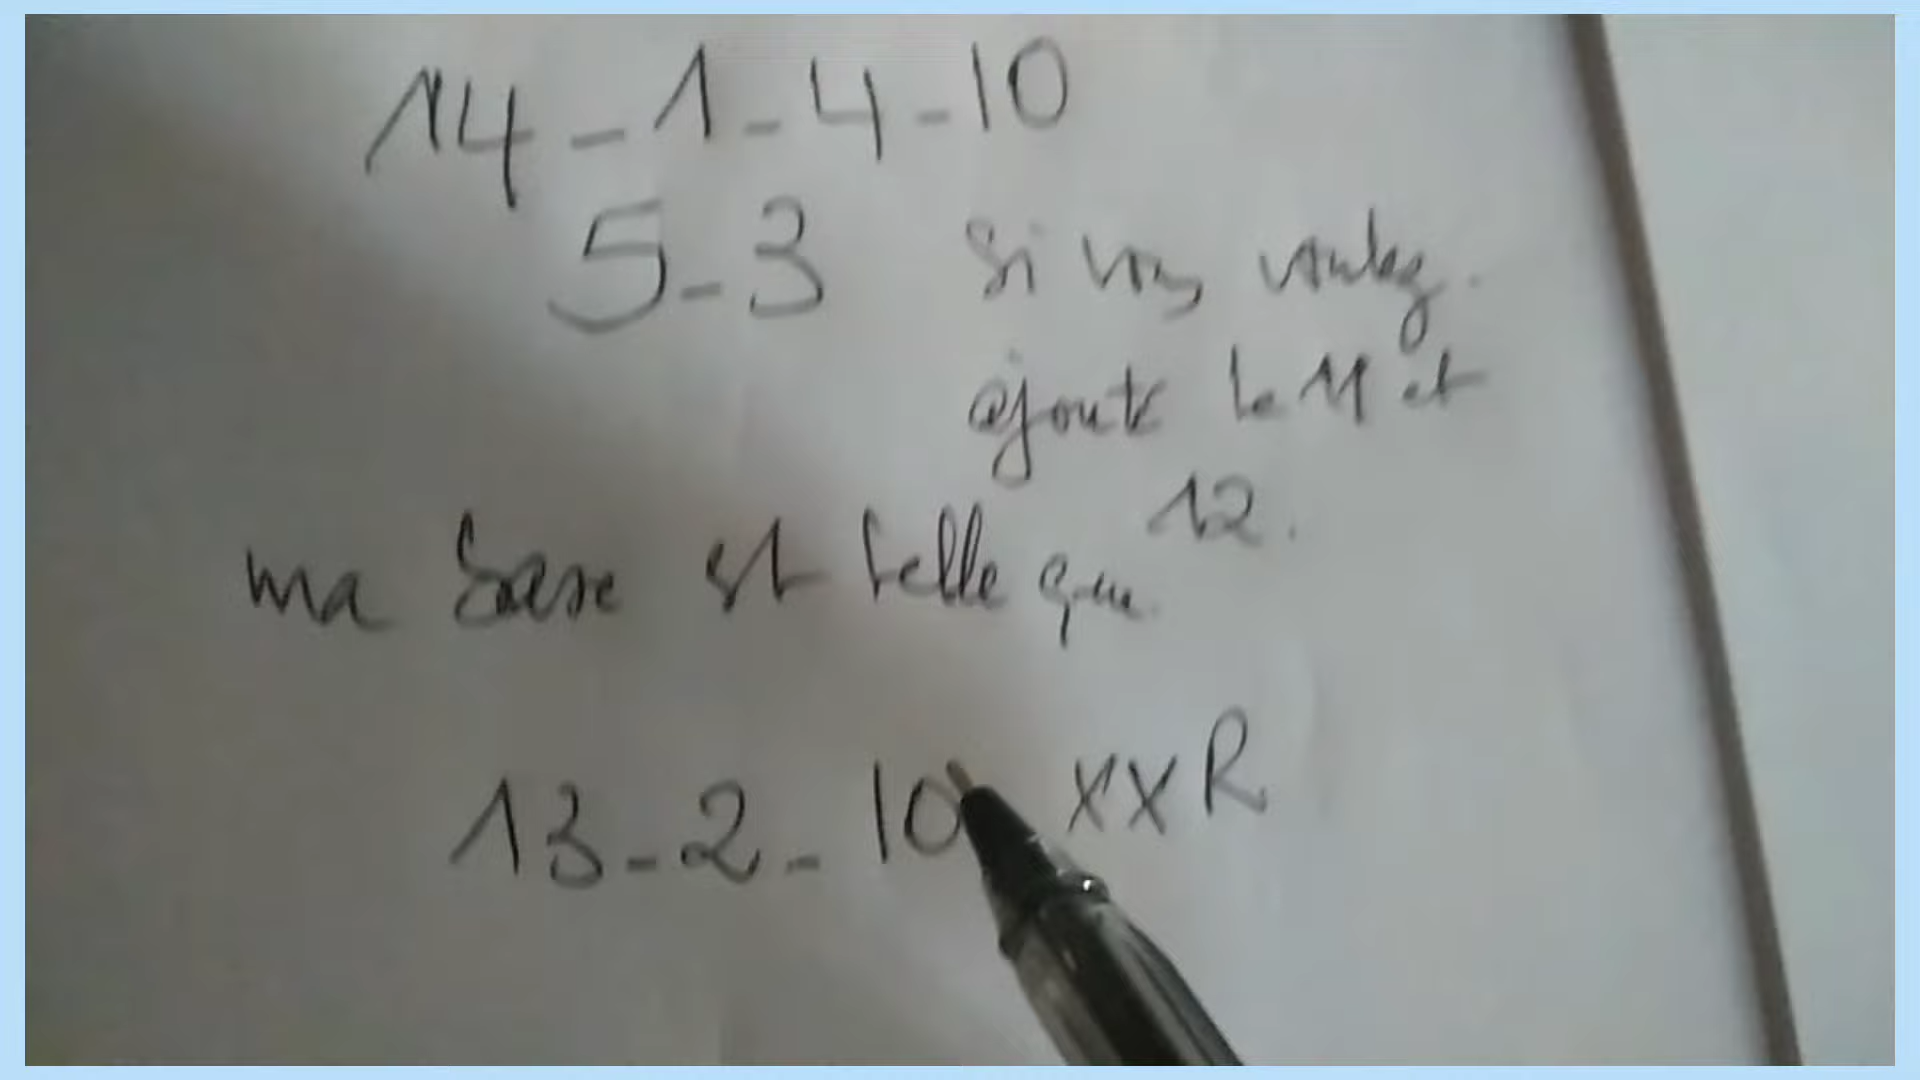 14 - 1 - 4 - 10
5 - 3 si vous voulez.
ajoute le 11 et
12.
ma base est telle que
13 - 2 - 10 XXR